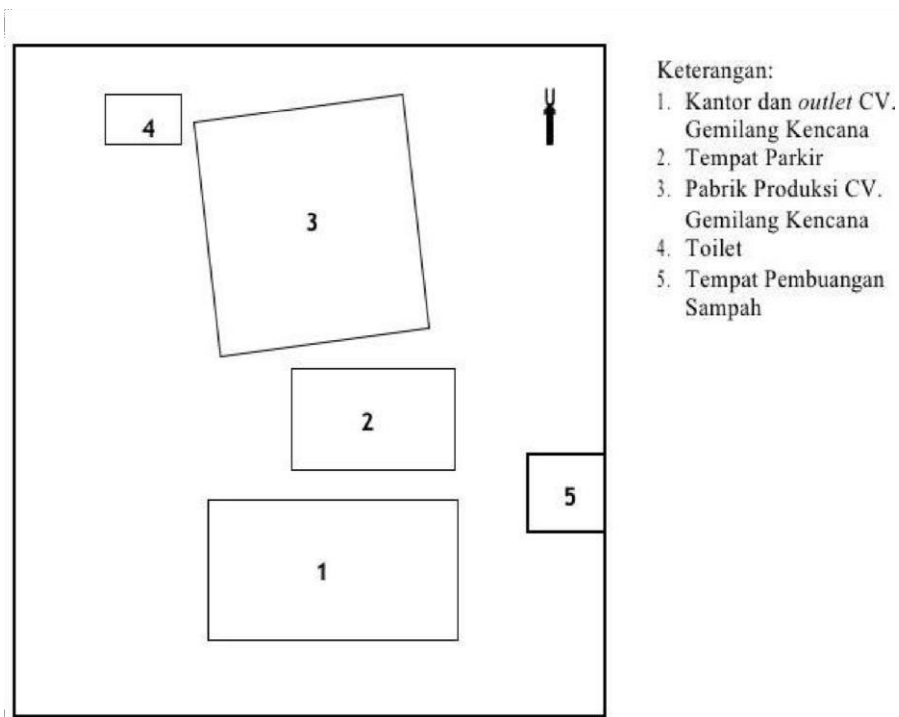 U
4
3
2
5
1
Keterangan:
1. Kantor dan outlet CV.
Gemilang Kencana
2. Tempat Parkir
3. Pabrik Produksi CV.
Gemilang Kencana
4. Toilet
5. Tempat Pembuangan
Sampah